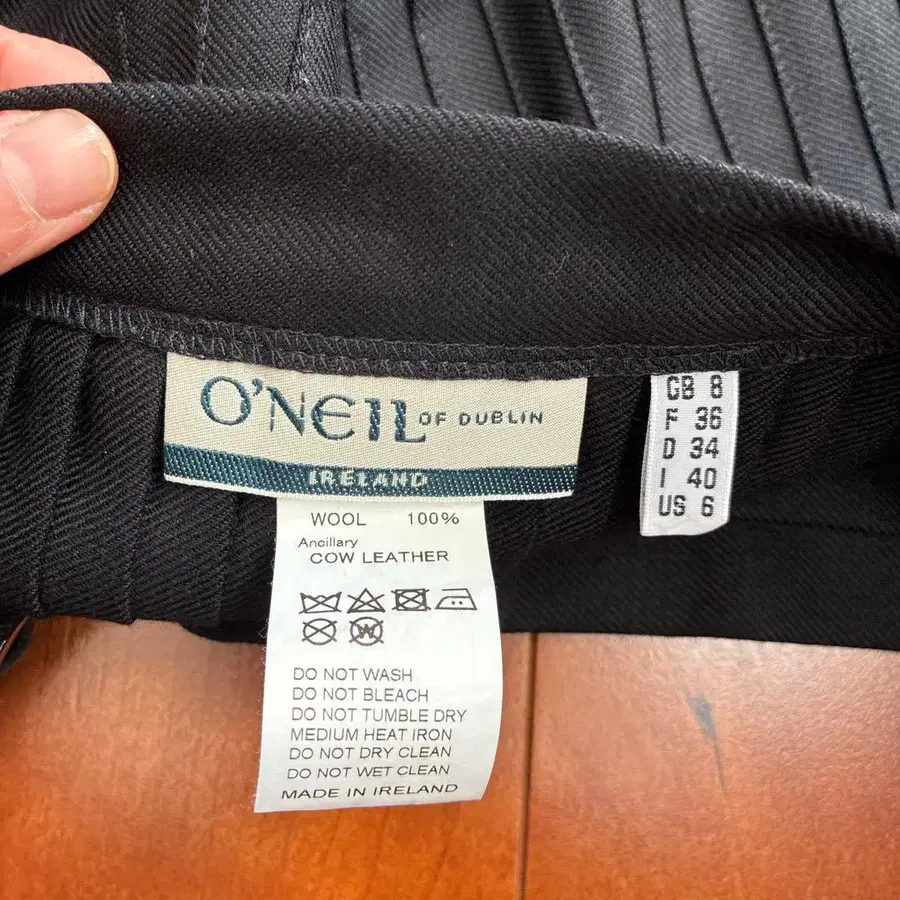 O'NEIL OF DUBLIN
IRELAND
WOOL 100%
Ancillary
COW LEATHER
W
DO NOT WASH
DO NOT BLEACH
DO NOT TUMBLE DRY
MEDIUM HEAT IRON
DO NOT DRY CLEAN
DO NOT WET CLEAN
MADE IN IRELAND
GB 8
F 36
D 34
I 40
US 6